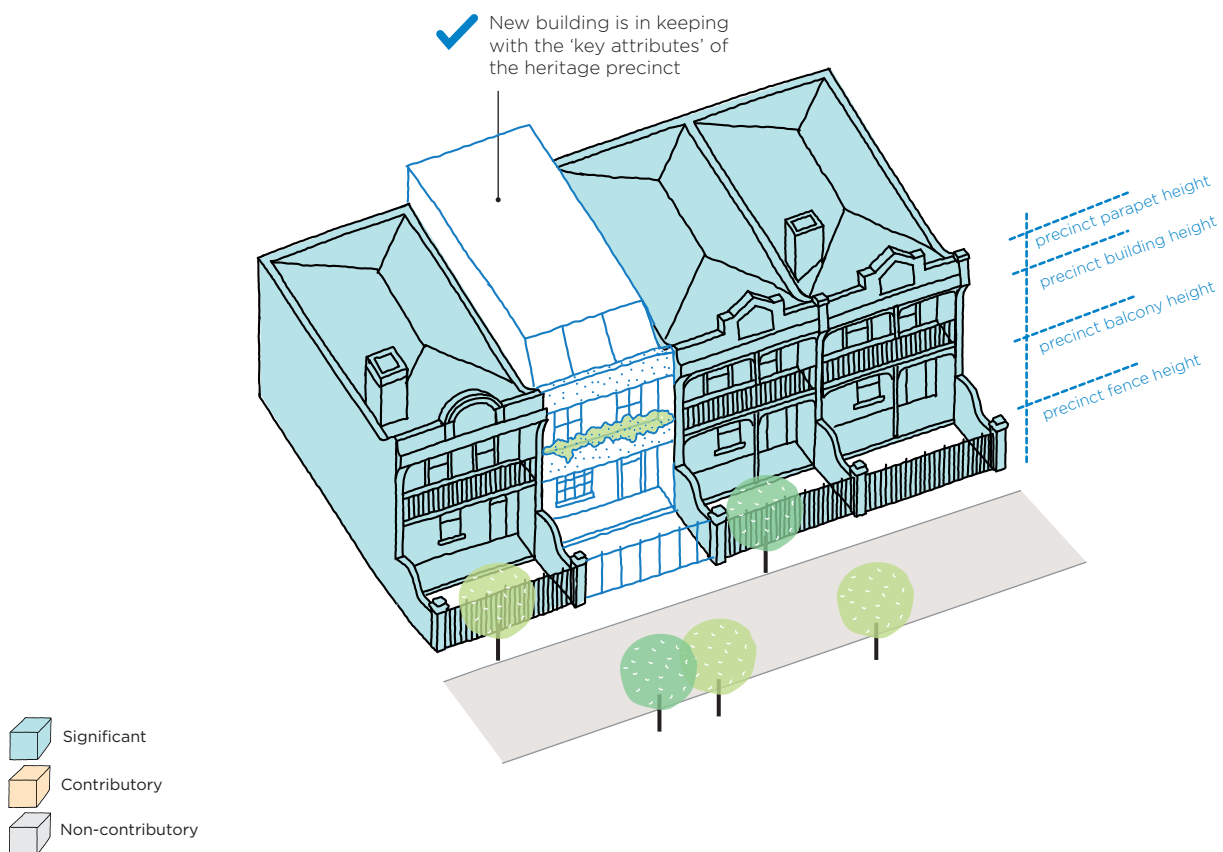 New building is in keeping
with the ‘key attributes’ of
the heritage precinct
precinct parapet height
precinct building height
precinct balcony height
precinct fence height
Significant
Contributory
Non-contributory